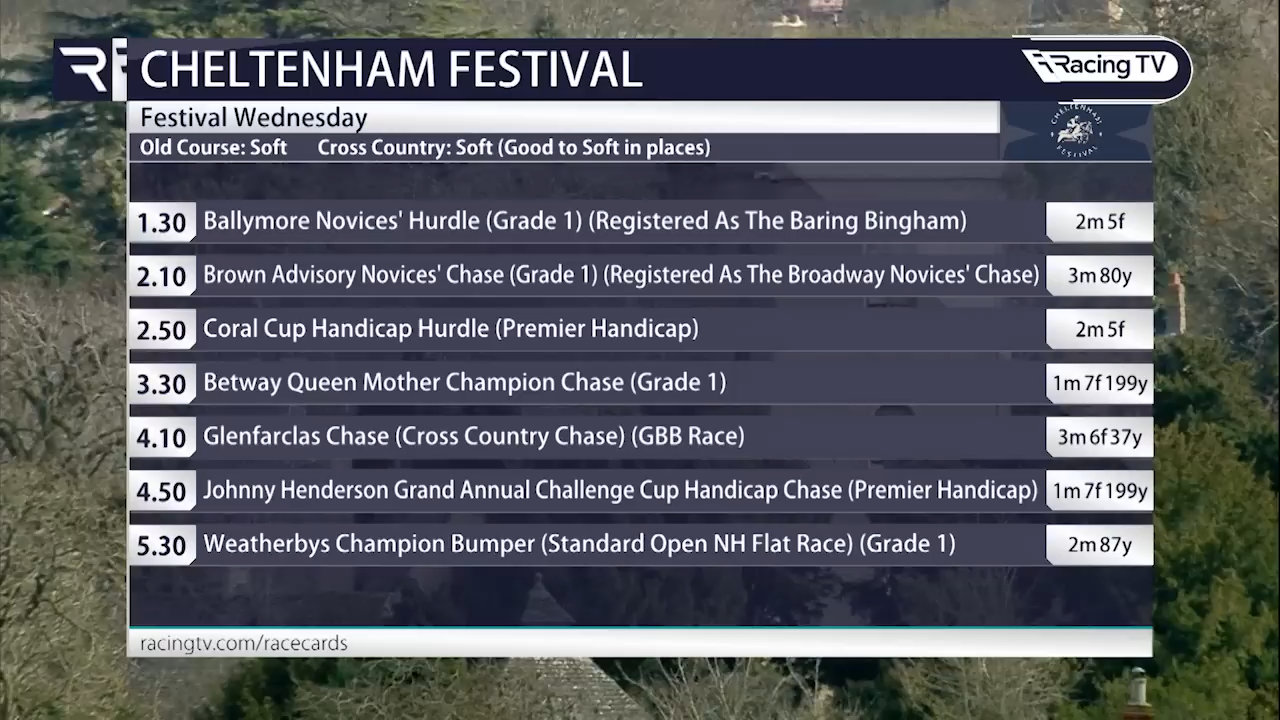 CHELTENHAM FESTIVAL
Racing TV
Festival Wednesday
CHELTENHAM FESTIVAL
Old Course: Soft Cross Country: Soft (Good to Soft in places)
1.30 Ballymore Novices' Hurdle (Grade 1) (Registered As The Baring Bingham) 2m 5f
2.10 Brown Advisory Novices' Chase (Grade 1) (Registered As The Broadway Novices' Chase) 3m 80y
2.50 Coral Cup Handicap Hurdle (Premier Handicap) 2m 5f
3.30 Betway Queen Mother Champion Chase (Grade 1) 1m 7f 199y
4.10 Glenfarclas Chase (Cross Country Chase) (GBB Race) 3m 6f 37y
4.50 Johnny Henderson Grand Annual Challenge Cup Handicap Chase (Premier Handicap) 1m 7f 199y
5.30 Weatherbys Champion Bumper (Standard Open NH Flat Race) (Grade 1) 2m 87y
racingtv.com/racecards